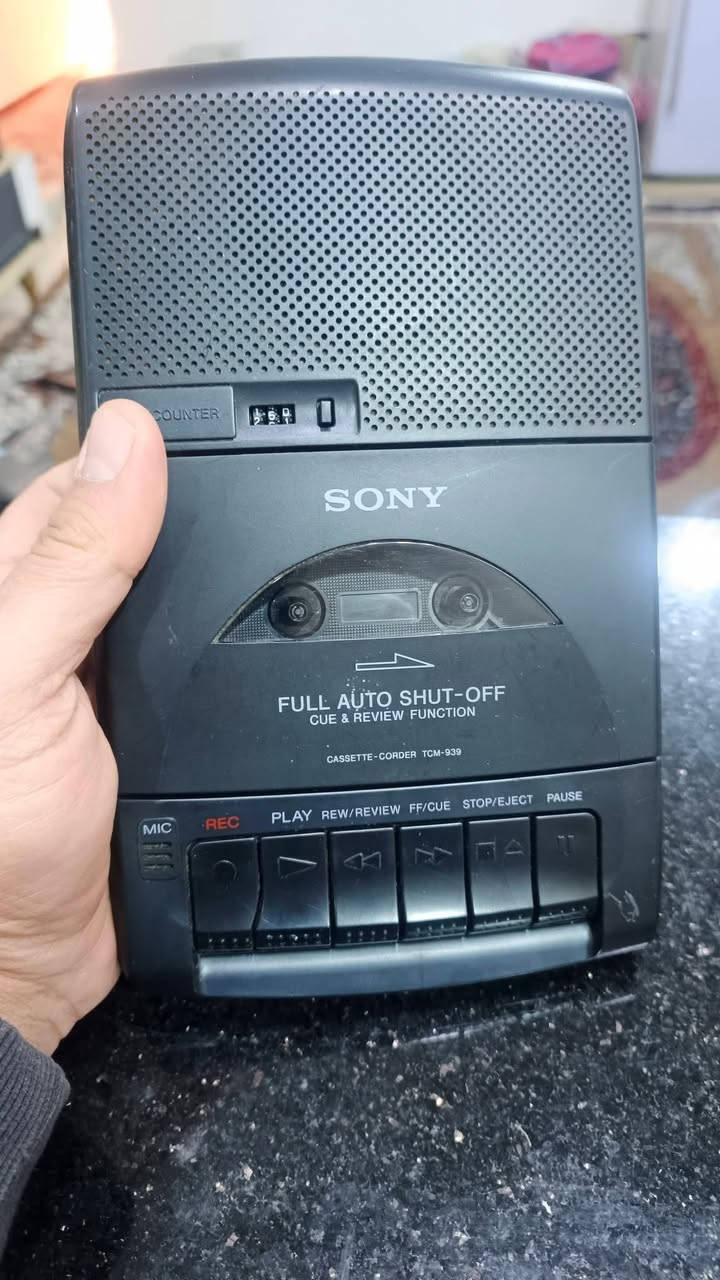 COUNTER
SONY
FULL AUTO SHUT-OFF
CUE & REVIEW FUNCTION
CASSETTE-CORDER TCM-939
MIC REC PLAY REW/REVIEW FF/CUE STOP/EJECT PAUSE